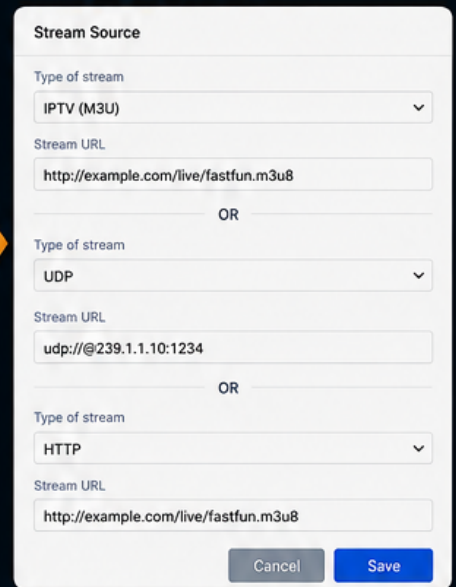 Stream Source
Type of stream
IPTV (M3U)
Stream URL
http://example.com/live/fastfun.m3u8
OR
Type of stream
UDP
Stream URL
udp://@239.1.1.10:1234
OR
Type of stream
HTTP
Stream URL
http://example.com/live/fastfun.m3u8
Cancel Save